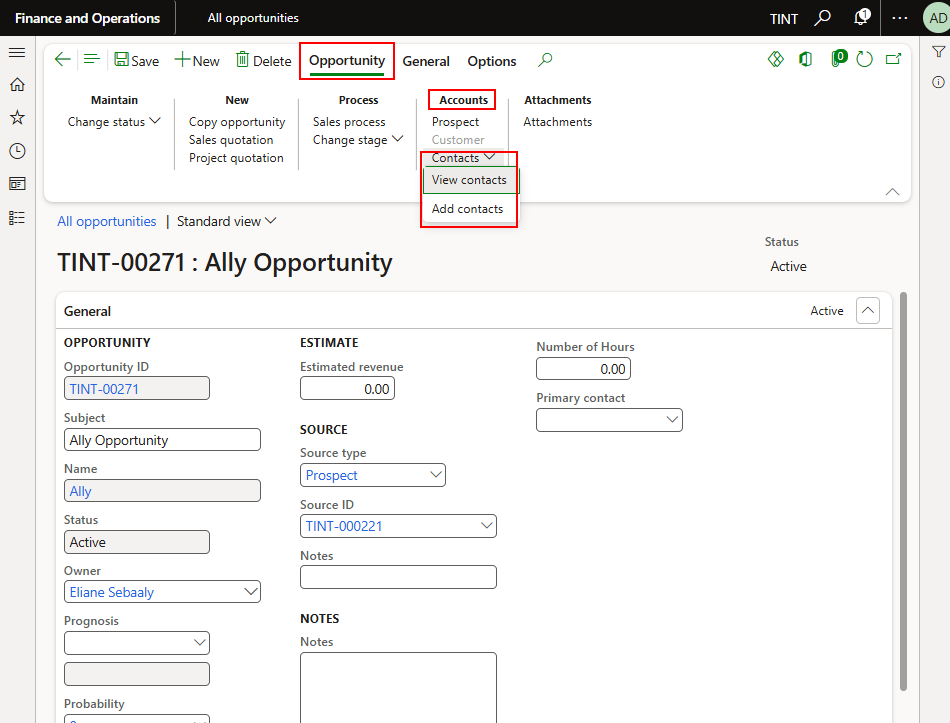 Finance and Operations
All opportunities
TINT
1
AD
Save
New
Delete
Opportunity
General
Options
0
Maintain
Change status
New
Copy opportunity
Sales quotation
Project quotation
Process
Sales process
Change stage
Accounts
Prospect
Customer
Contacts
View contacts
Add contacts
Attachments
Attachments
All opportunities | Standard view
TINT-00271 : Ally Opportunity
Status
Active
General
Active
OPPORTUNITY
Opportunity ID
TINT-00271
Subject
Ally Opportunity
Name
Ally
Status
Active
Owner
Eliane Sebaaly
Prognosis
Probability
ESTIMATE
Estimated revenue
0.00
SOURCE
Source type
Prospect
Source ID
TINT-000221
Notes
NOTES
Notes
Number of Hours
0.00
Primary contact